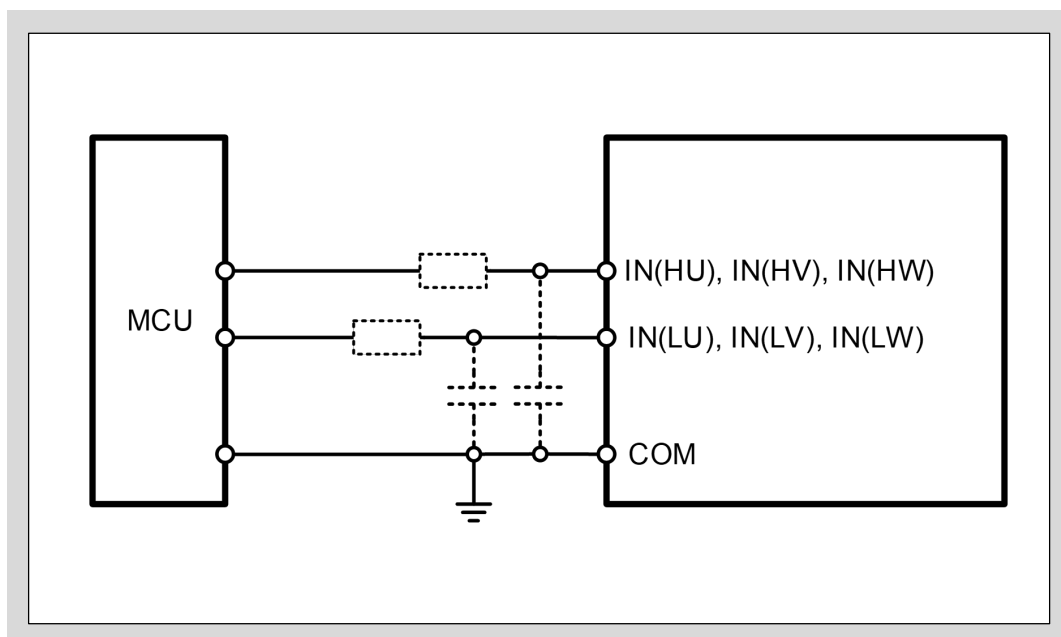 MCU
IN(HU), IN(HV), IN(HW)
IN(LU), IN(LV), IN(LW)
COM